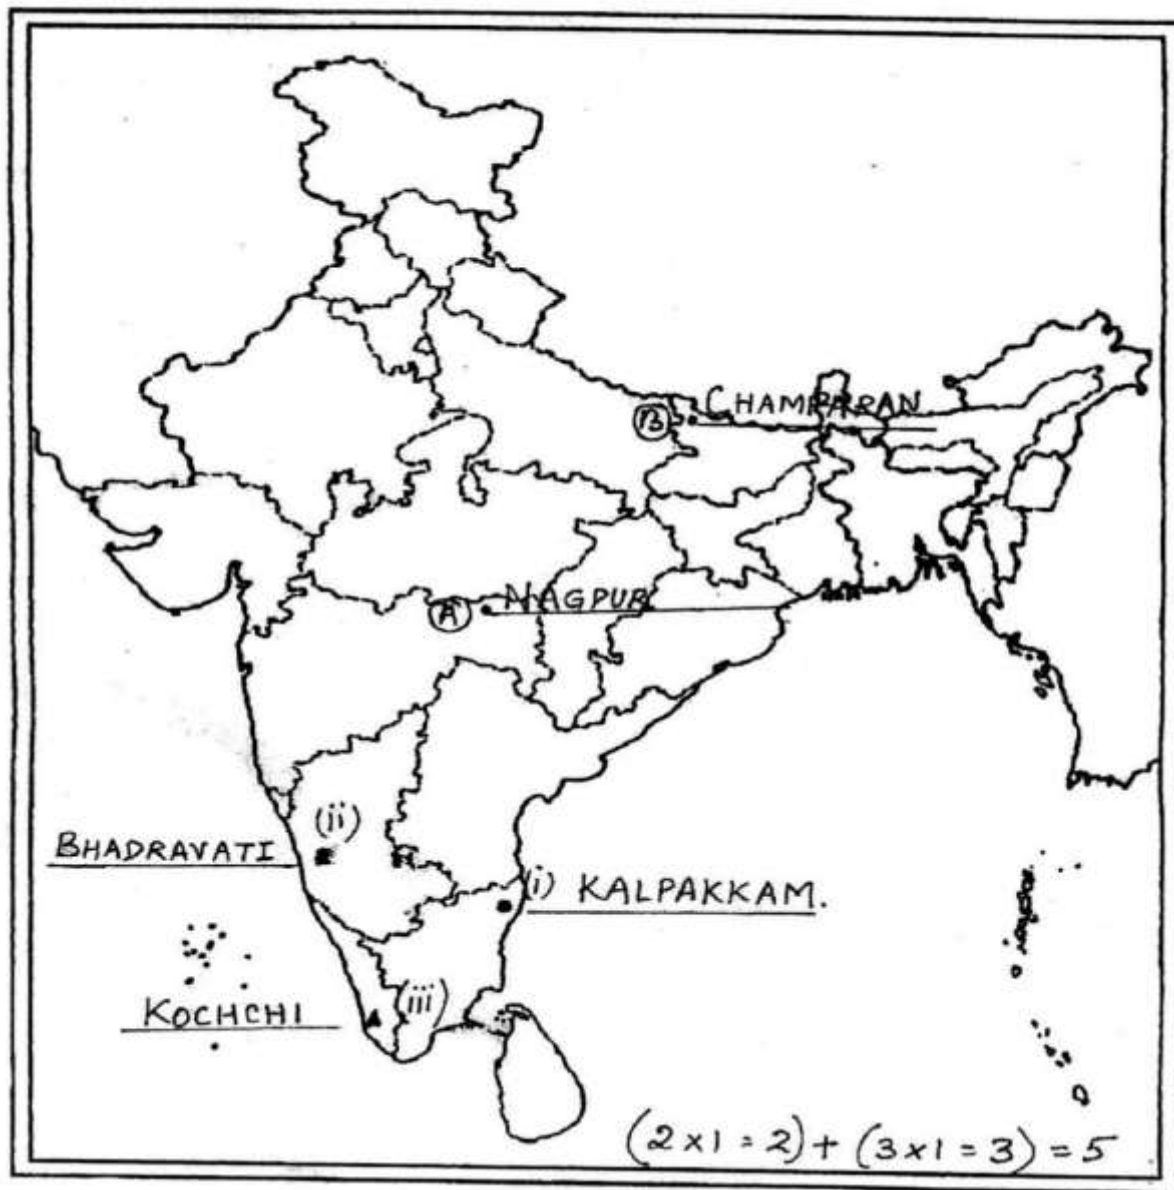 Ⓑ CHAMPARAN
Ⓐ NAGPUR
(ii)
BHADRAVATI
(i) KALPAKKAM.
KOCHCHI
(iii)
(2×1=2)+(3×1=3)=5